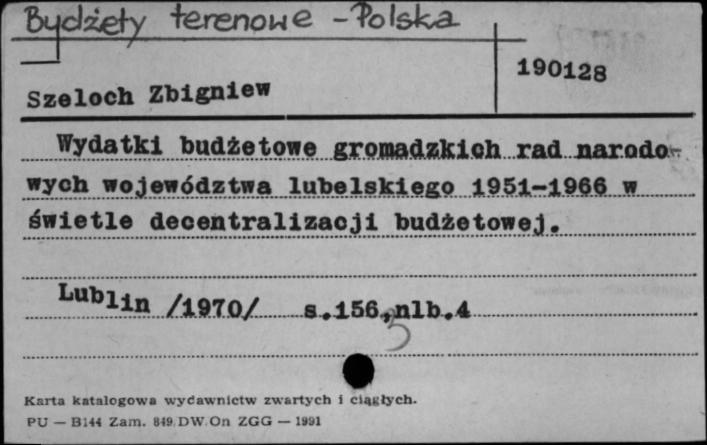 Budżety terenowe - Polska
190128
Szeloch Zbigniew
Wydatki budżetowe gromadzkich rad narodo-
wych województwa lubelskiego 1951-1966 w
świetle decentralizacji budżetowej.
Lublin /1970/ s.156, nlb.4
3
Karta katalogowa wydawnictw zwartych i ciągłych.
PU — B144 Zam. 849 DW.On ZGG — 1991